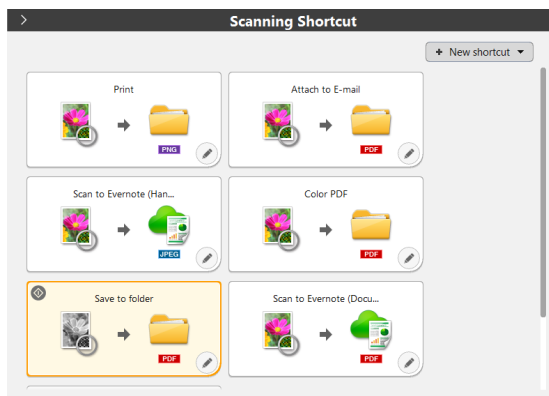 Scanning Shortcut
+ New shortcut
Print
PNG
Attach to E-mail
PDF
Scan to Evernote (Han...
JPEG
Color PDF
PDF
Save to folder
PDF
Scan to Evernote (Docu...
PDF